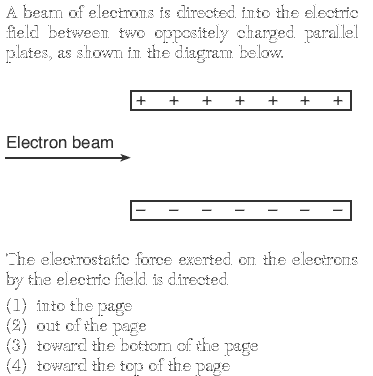 A beam of electrons is directed into the electric
field between two oppositely charged parallel
plates, as shown in the diagram below.
+ + + + + + +
Electron beam
− − − − − − −
The electrostatic force exerted on the electrons
by the electric field is directed
(1) into the page
(2) out of the page
(3) toward the bottom of the page
(4) toward the top of the page